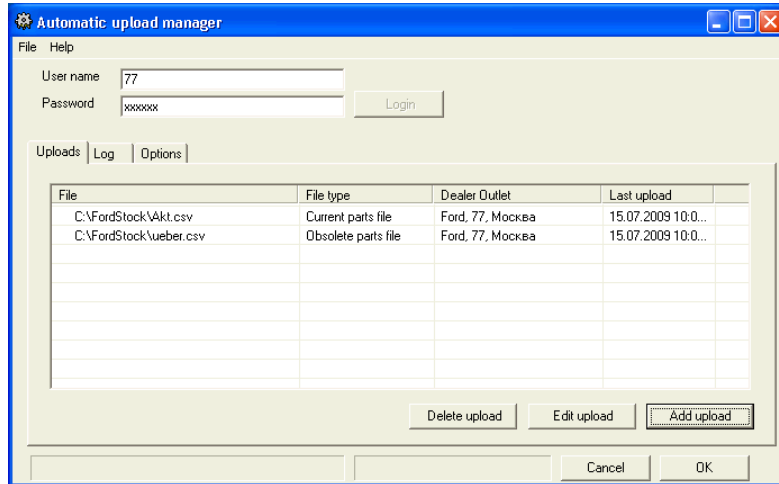 Automatic upload manager
File Help
User name 77
Password xxxxxx Login
Uploads Log Options
File File type Dealer Outlet Last upload
C:\FordStock\Akt.csv Current parts file Ford, 77, Москва 15.07.2009 10:0...
C:\FordStock\ueber.csv Obsolete parts file Ford, 77, Москва 15.07.2009 10:0...
Delete upload Edit upload Add upload
Cancel OK